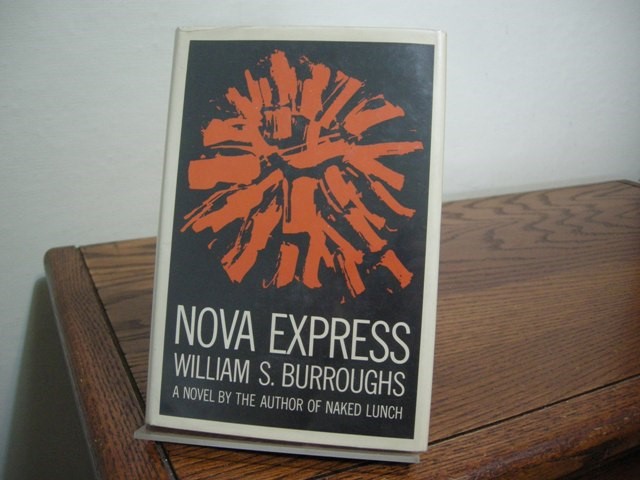 NOVA EXPRESS
WILLIAM S. BURROUGHS
A NOVEL BY THE AUTHOR OF NAKED LUNCH